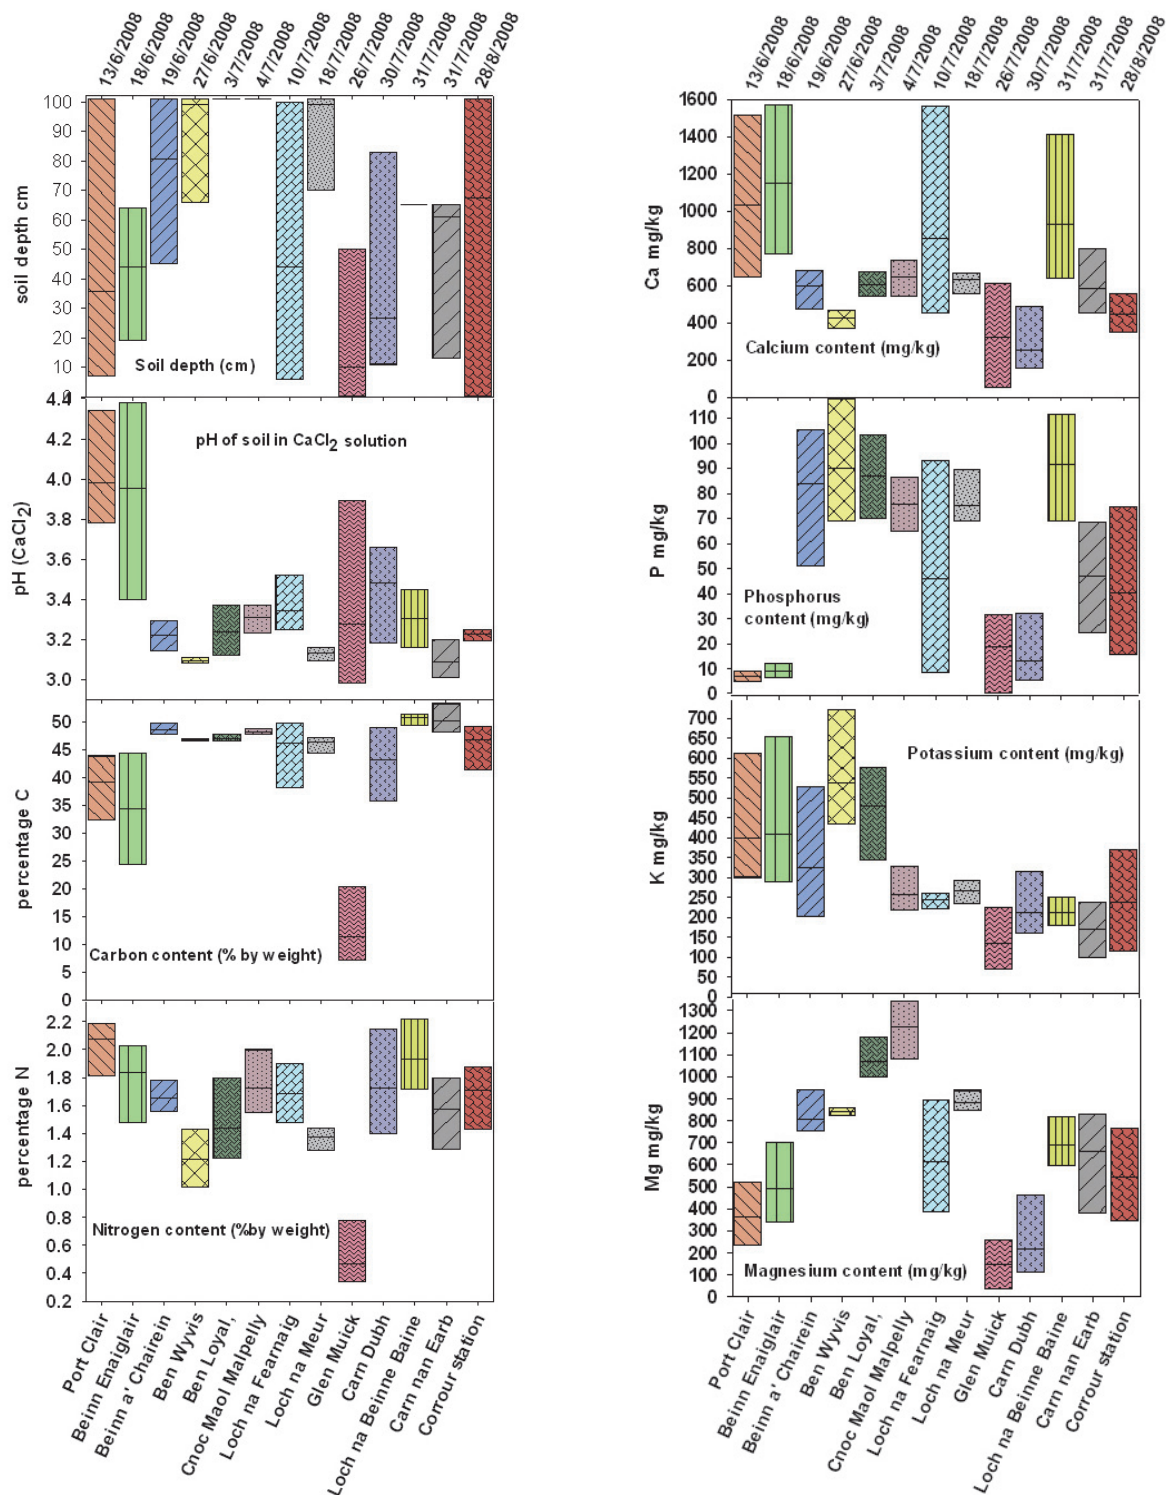 13/6/2008
18/6/2008
19/6/2008
27/6/2008
3/7/2008
4/7/2008
10/7/2008
18/7/2008
26/7/2008
30/7/2008
31/7/2008
31/7/2008
28/8/2008
soil depth cm
100
90
80
70
60
50
40
30
20
10
0
Soil depth (cm)
pH (CaCl2)
4.4
4.2
4.0
3.8
3.6
3.4
3.2
3.0
pH of soil in CaCl2 solution
percentage C
50
45
40
35
30
25
20
15
10
5
0
Carbon content (% by weight)
percentage N
2.2
2.0
1.8
1.6
1.4
1.2
1.0
0.8
0.6
0.4
0.2
Nitrogen content (%by weight)
Port Clair
Beinn Enaiglair
Beinn a' Chairein
Ben Wyvis
Ben Loyal,
Cnoc Maol Malpelly
Loch na Fearnaig
Loch na Meur
Glen Muick
Carn Dubh
Loch na Beinne Baine
Carn nan Earb
Corrour station
13/6/2008
18/6/2008
19/6/2008
27/6/2008
3/7/2008
4/7/2008
10/7/2008
18/7/2008
26/7/2008
30/7/2008
31/7/2008
31/7/2008
28/8/2008
Ca mg/kg
1600
1400
1200
1000
800
600
400
200
0
Calcium content (mg/kg)
P mg/kg
110
100
90
80
70
60
50
40
30
20
10
0
Phosphorus
content (mg/kg)
K mg/kg
700
650
600
550
500
450
400
350
300
250
200
150
100
50
0
Potassium content (mg/kg)
Mg mg/kg
1300
1200
1100
1000
900
800
700
600
500
400
300
200
100
0
Magnesium content (mg/kg)
Port Clair
Beinn Enaiglair
Beinn a' Chairein
Ben Wyvis
Ben Loyal,
Cnoc Maol Malpelly
Loch na Fearnaig
Loch na Meur
Glen Muick
Carn Dubh
Loch na Beinne Baine
Carn nan Earb
Corrour station